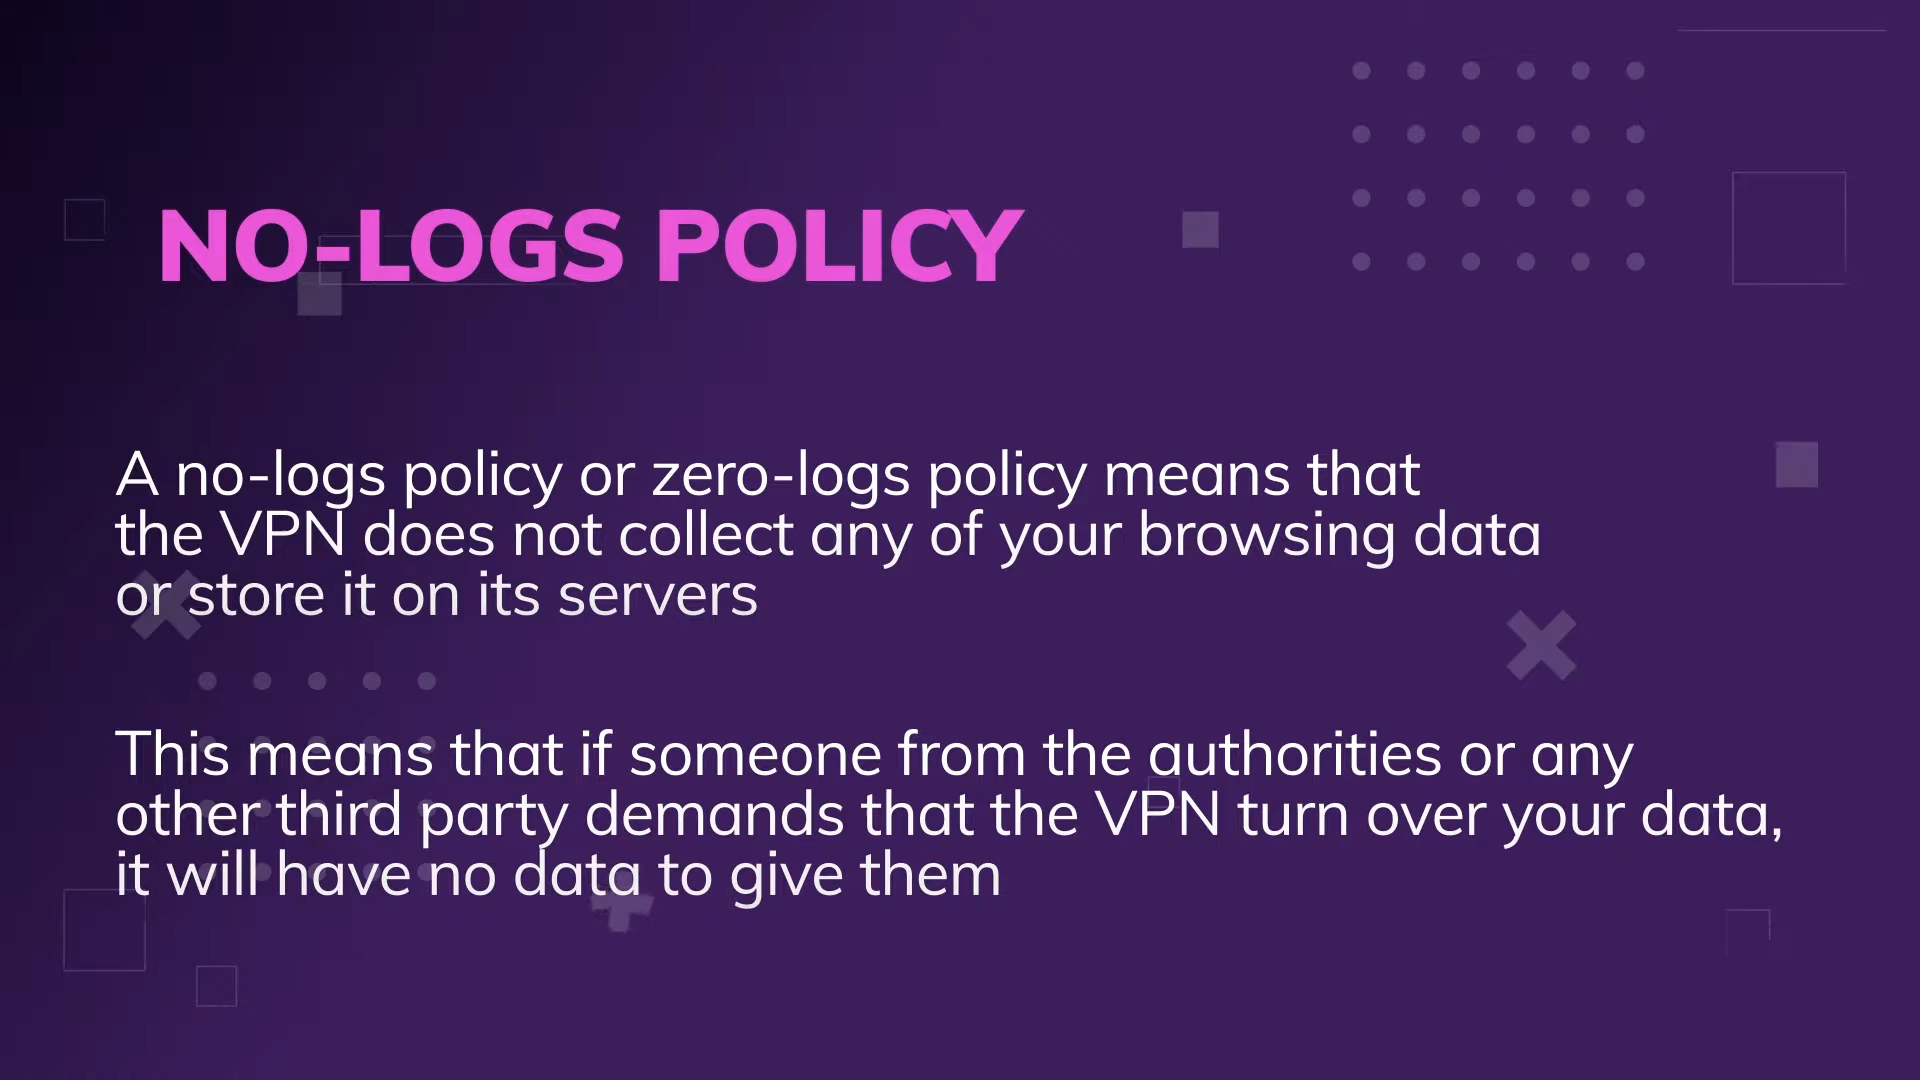 NO-LOGS POLICY
A no-logs policy or zero-logs policy means that
the VPN does not collect any of your browsing data
or store it on its servers
This means that if someone from the authorities or any
other third party demands that the VPN turn over your data,
it will have no data to give them